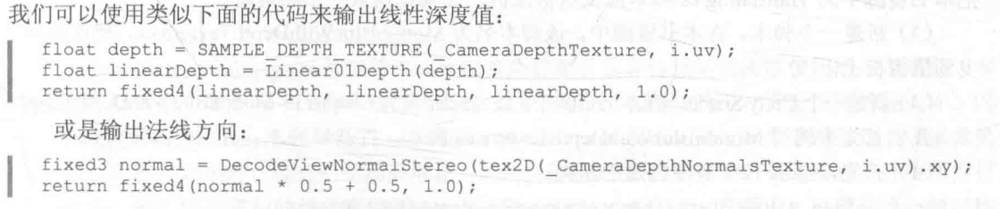 我们可以使用类似下面的代码来输出线性深度值：
float depth = SAMPLE_DEPTH_TEXTURE(_CameraDepthTexture, i.uv);
float linearDepth = Linear01Depth(depth);
return fixed4(linearDepth, linearDepth, linearDepth, 1.0);
或是输出法线方向：
fixed3 normal = DecodeViewNormalStereo(tex2D(_CameraDepthNormalsTexture, i.uv).xy);
return fixed4(normal * 0.5 + 0.5, 1.0);